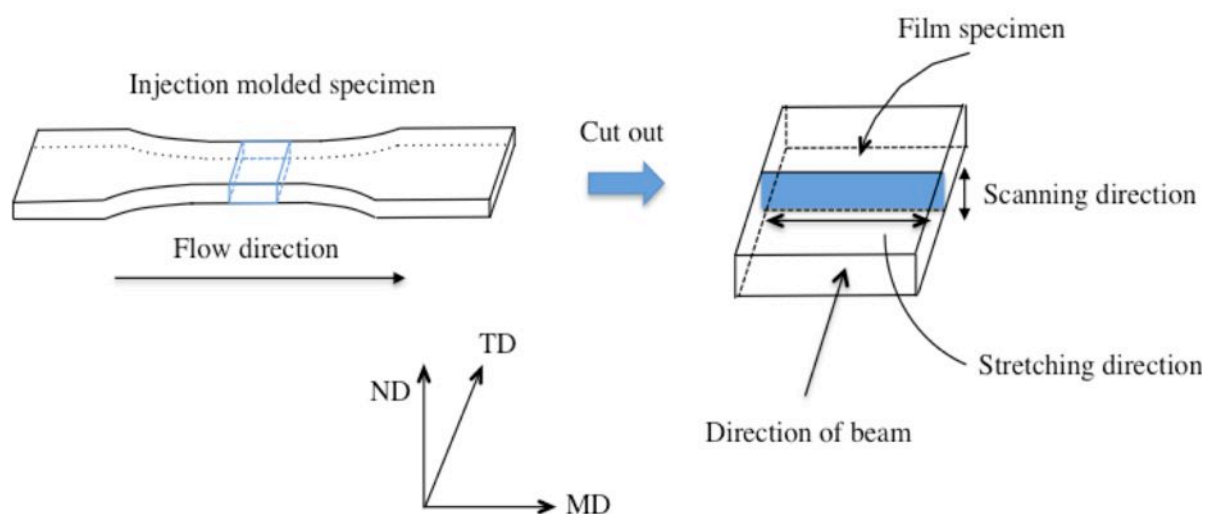 Film specimen
Injection molded specimen
Cut out
Scanning direction
Flow direction
TD
ND
Stretching direction
Direction of beam
MD